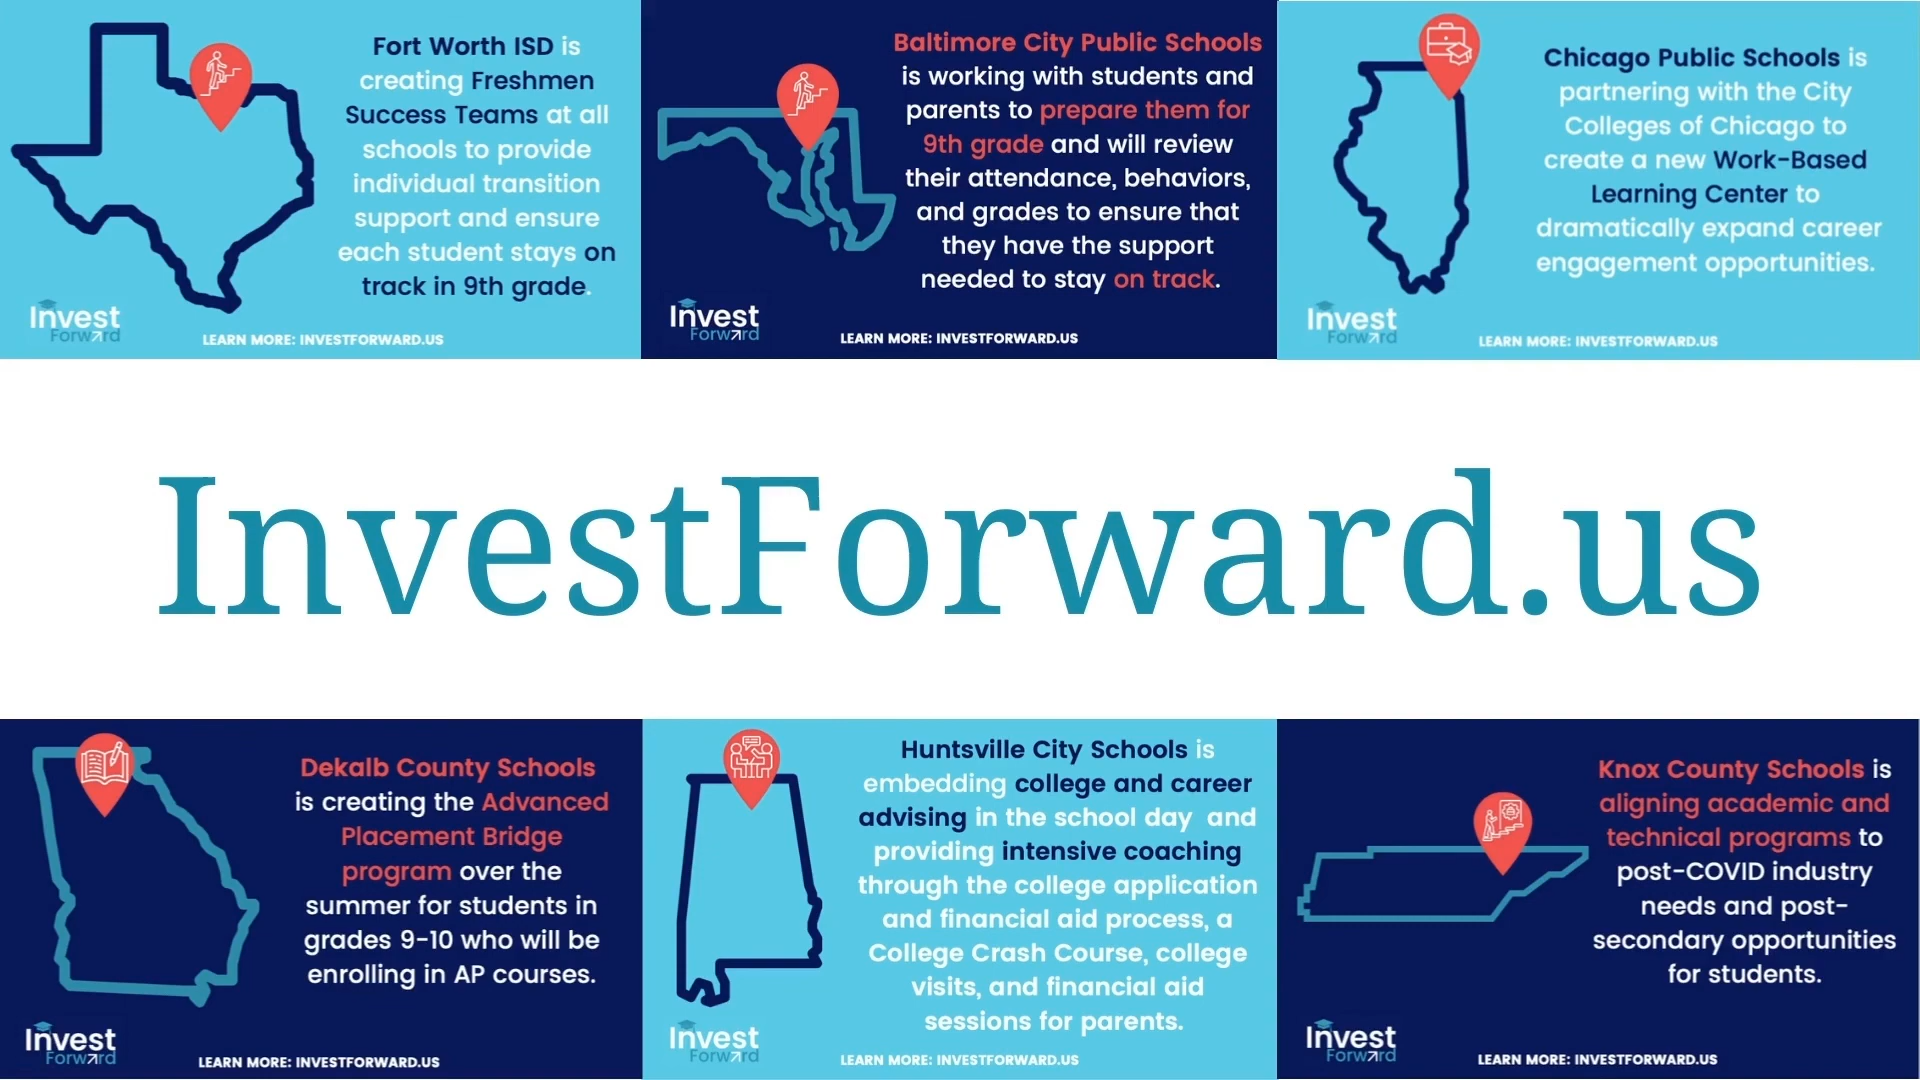 Fort Worth ISD is
creating Freshmen
Success Teams at all
schools to provide
individual transition
support and ensure
each student stays on
track in 9th grade.
Invest
Forward
LEARN MORE: INVESTFORWARD.US
Baltimore City Public Schools
is working with students and
parents to prepare them for
9th grade and will review
their attendance, behaviors,
and grades to ensure that
they have the support
needed to stay on track.
Invest
Forward
LEARN MORE: INVESTFORWARD.US
Chicago Public Schools is
partnering with the City
Colleges of Chicago to
create a new Work-Based
Learning Center to
dramatically expand career
engagement opportunities.
Invest
Forward
LEARN MORE: INVESTFORWARD.US
InvestForward.us
Dekalb County Schools
is creating the Advanced
Placement Bridge
program over the
summer for students in
grades 9-10 who will be
enrolling in AP courses.
Invest
Forward
LEARN MORE: INVESTFORWARD.US
Huntsville City Schools is
embedding college and career
advising in the school day and
providing intensive coaching
through the college application
and financial aid process, a
College Crash Course, college
visits, and financial aid
sessions for parents.
Invest
Forward
LEARN MORE: INVESTFORWARD.US
Knox County Schools is
aligning academic and
technical programs to
post-COVID industry
needs and post-
secondary opportunities
for students.
Invest
Forward
LEARN MORE: INVESTFORWARD.US